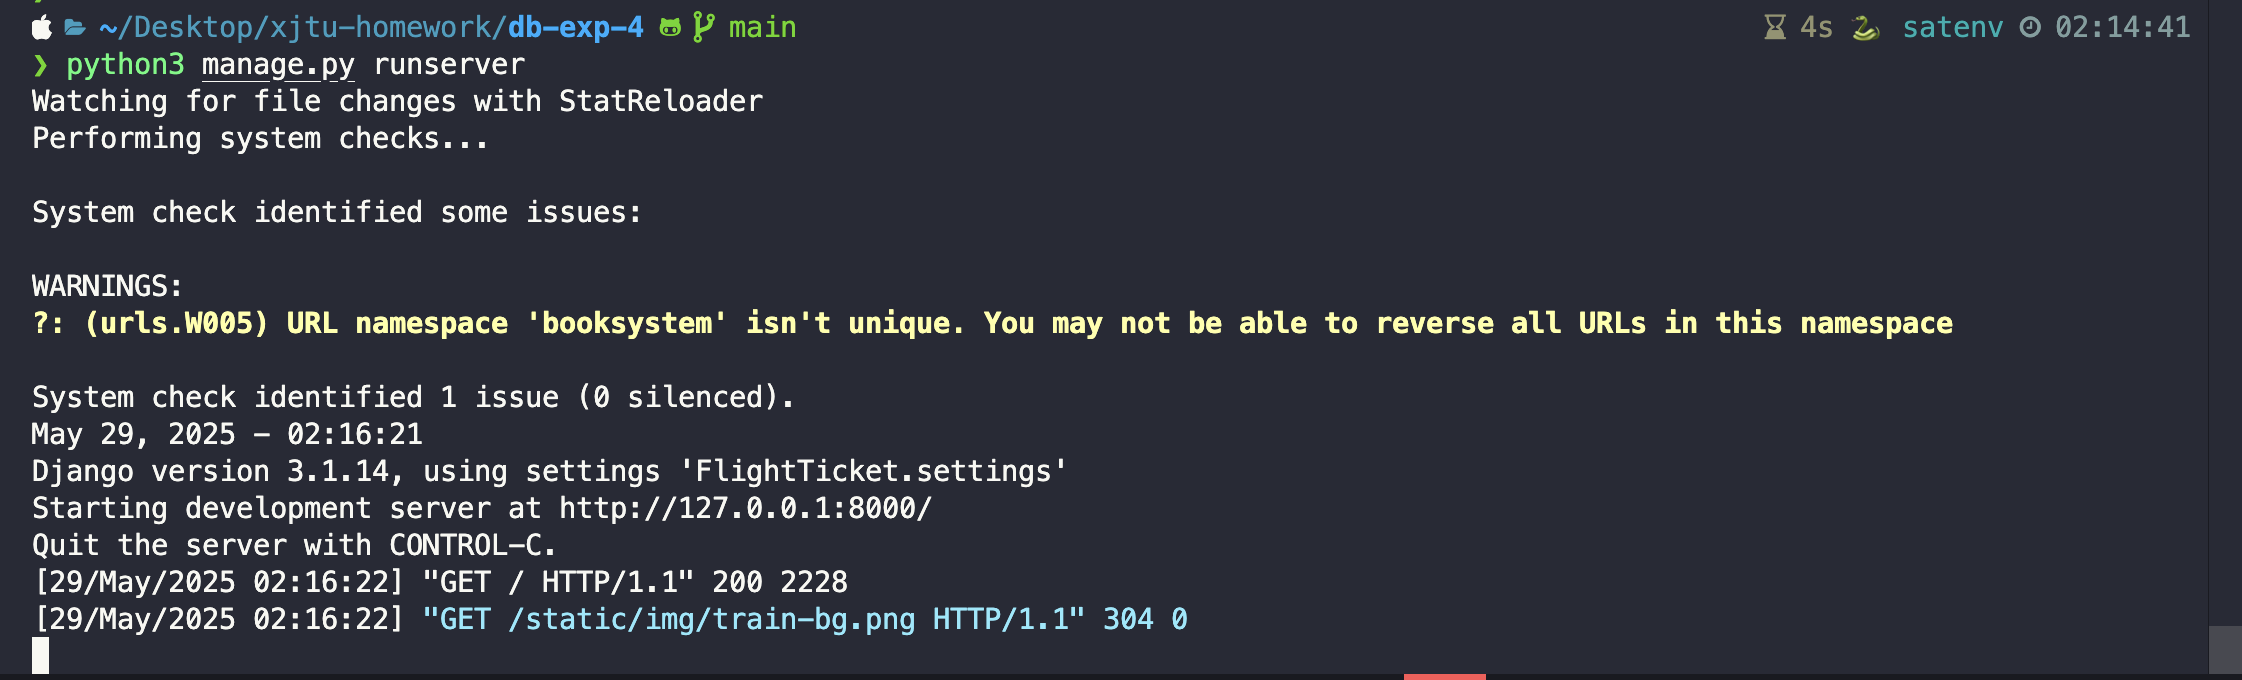 ~/Desktop/xjtu-homework/db-exp-4 main 4s satenv 02:14:41
❯ python3 manage.py runserver
Watching for file changes with StatReloader
Performing system checks...
System check identified some issues:
WARNINGS:
?: (urls.W005) URL namespace 'booksystem' isn't unique. You may not be able to reverse all URLs in this namespace
System check identified 1 issue (0 silenced).
May 29, 2025 - 02:16:21
Django version 3.1.14, using settings 'FlightTicket.settings'
Starting development server at http://127.0.0.1:8000/
Quit the server with CONTROL-C.
[29/May/2025 02:16:22] "GET / HTTP/1.1" 200 2228
[29/May/2025 02:16:22] "GET /static/img/train-bg.png HTTP/1.1" 304 0